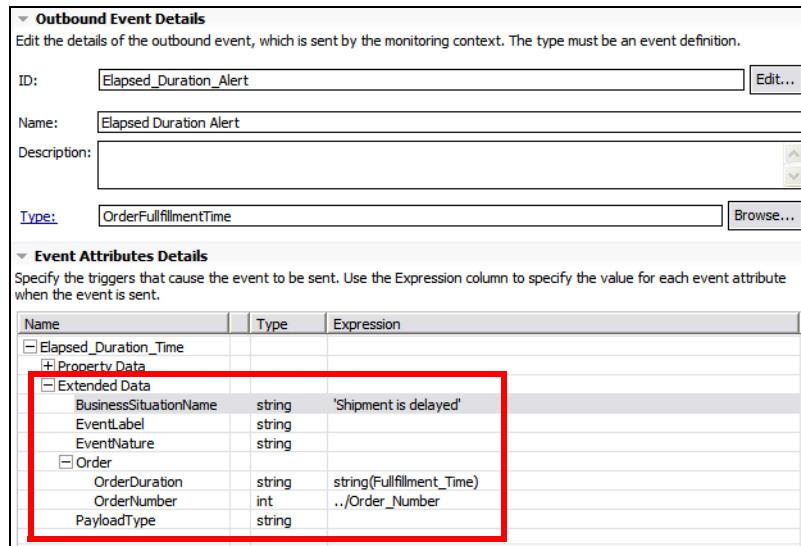 Outbound Event Details
Edit the details of the outbound event, which is sent by the monitoring context. The type must be an event definition.
ID: Elapsed_Duration_Alert Edit...
Name: Elapsed Duration Alert
Description:
Type: OrderFullfillmentTime Browse...
Event Attributes Details
Specify the triggers that cause the event to be sent. Use the Expression column to specify the value for each event attribute
when the event is sent.
Name Type Expression
Elapsed_Duration_Time
Property Data
Extended Data
BusinessSituationName string 'Shipment is delayed'
EventLabel string
EventNature string
Order
OrderDuration string string(Fullfillment_Time)
OrderNumber int ../Order_Number
PayloadType string